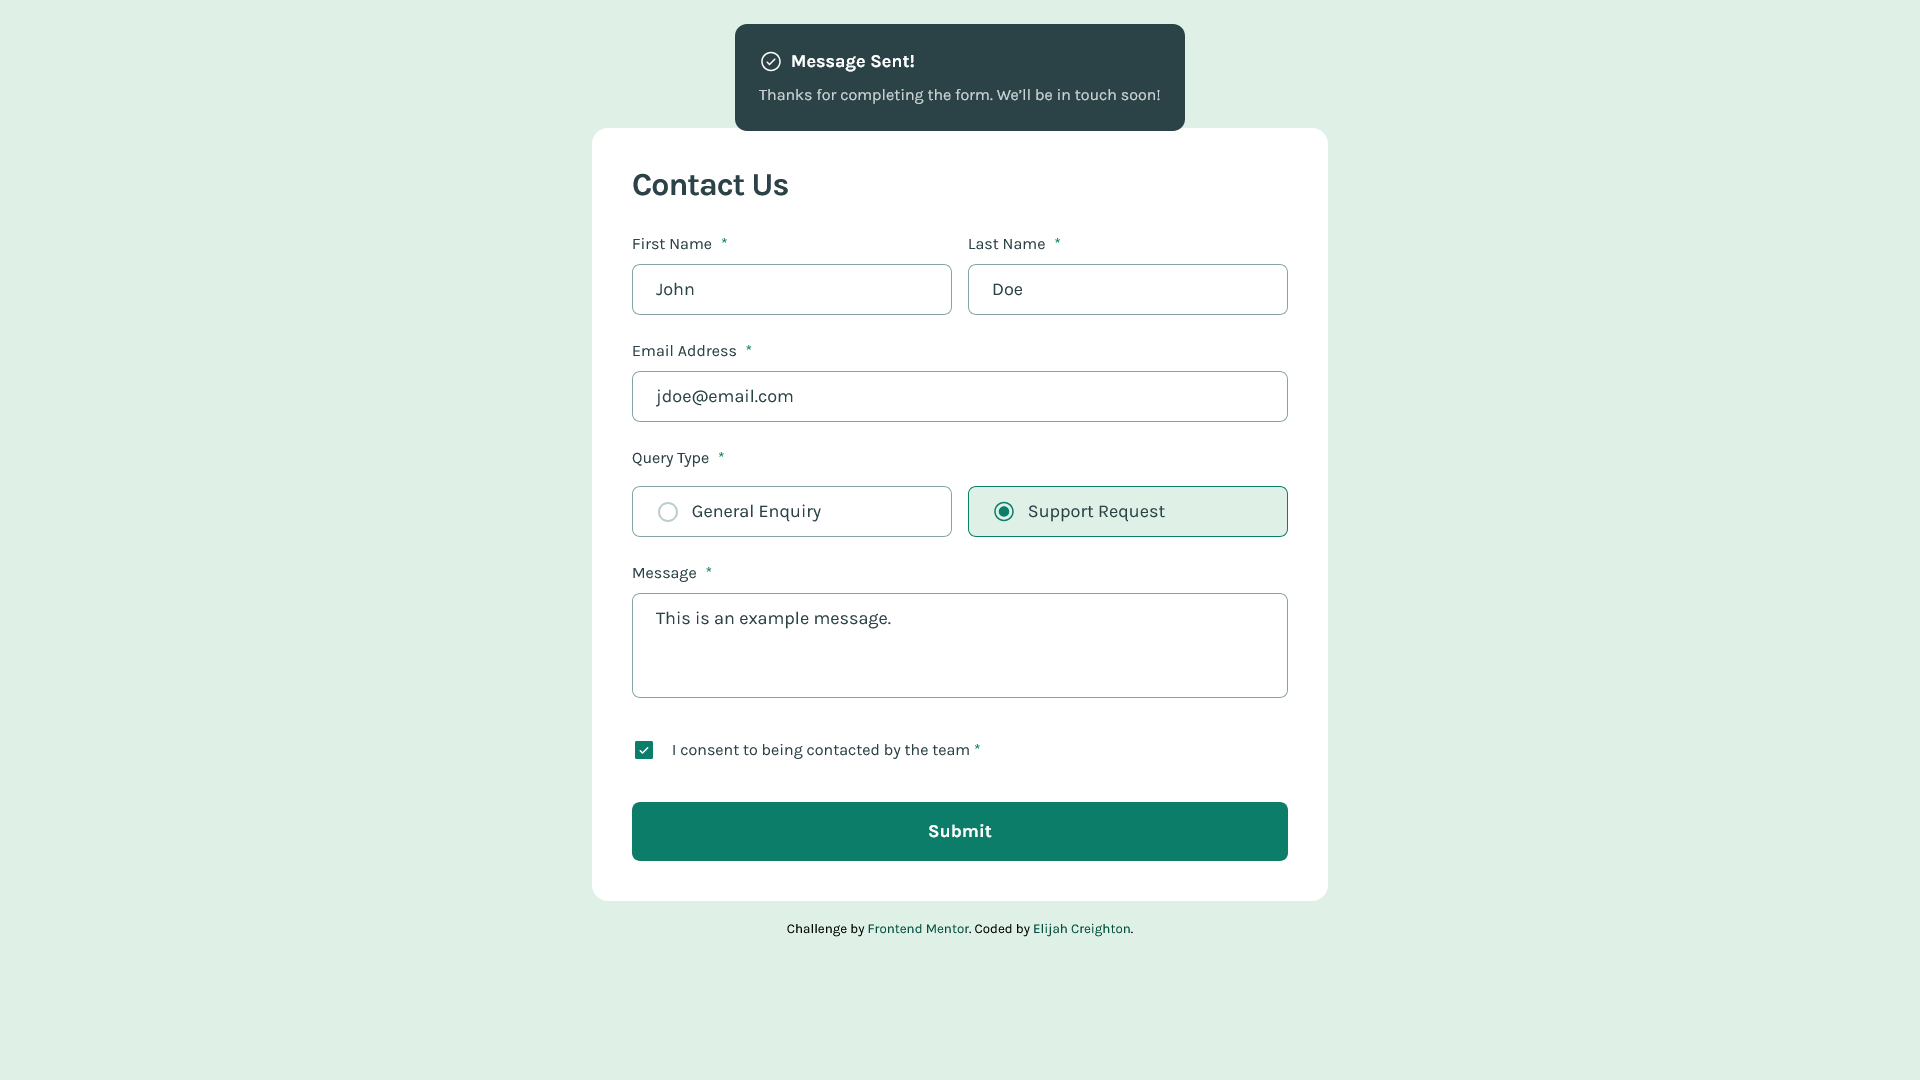 Message Sent!
Thanks for completing the form. We’ll be in touch soon!
Contact Us
First Name *
Last Name *
John
Doe
Email Address *
jdoe@email.com
Query Type *
General Enquiry
Support Request
Message *
This is an example message.
I consent to being contacted by the team *
Submit
Challenge by Frontend Mentor. Coded by Elijah Creighton.